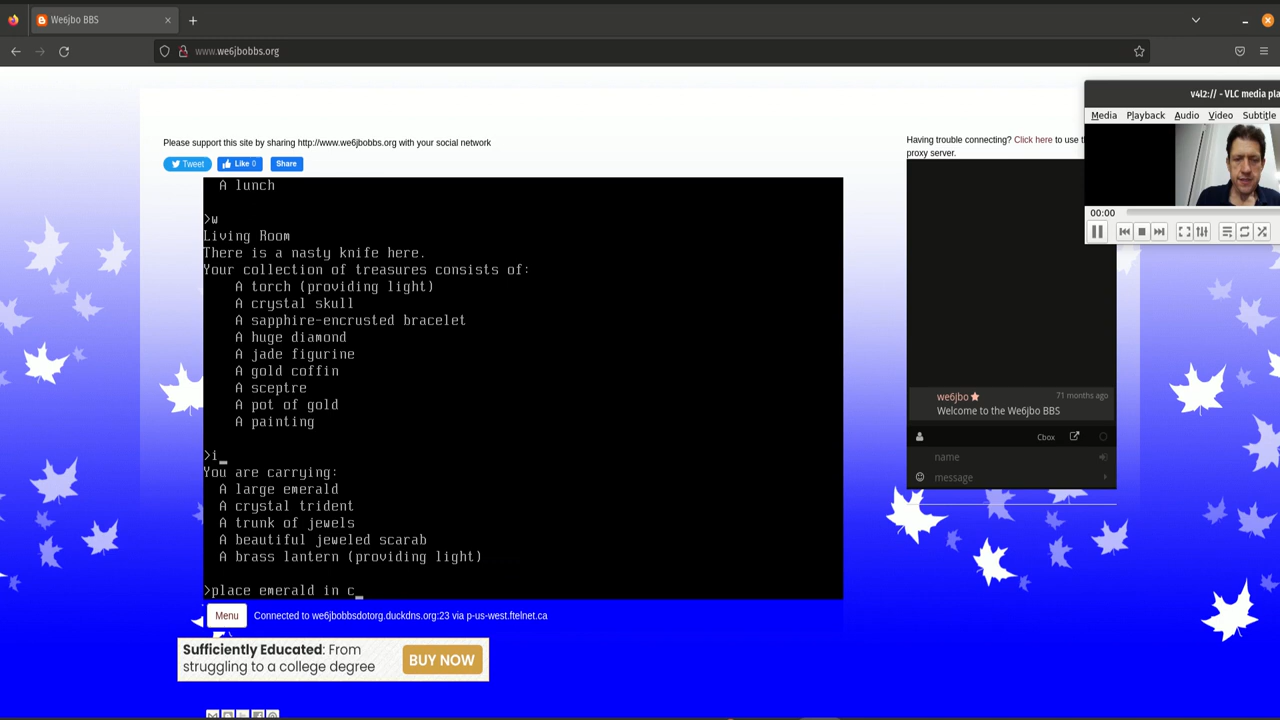 We6jbo BBS
www.we6jbobbs.org
v4l2:// - VLC media pla
Media Playback Audio Video Subtitle
00:00
Please support this site by sharing http://www.we6jbobbs.org with your social network
Tweet Like 0 Share
Having trouble connecting? Click here to use t
proxy server.
A lunch
>w
Living Room
There is a nasty knife here.
Your collection of treasures consists of:
A torch (providing light)
A crystal skull
A sapphire-encrusted bracelet
A huge diamond
A jade figurine
A gold coffin
A sceptre
A pot of gold
A painting
>i_
You are carrying:
A large emerald
A crystal trident
A trunk of jewels
A beautiful jeweled scarab
A brass lantern (providing light)
>place emerald in c_
we6jbo 71 months ago
Welcome to the We6jbo BBS
Cbox
name
message
Menu Connected to we6jbobbsdotorg.duckdns.org:23 via p-us-west.ftelnet.ca
Sufficiently Educated: From
struggling to a college degree
BUY NOW